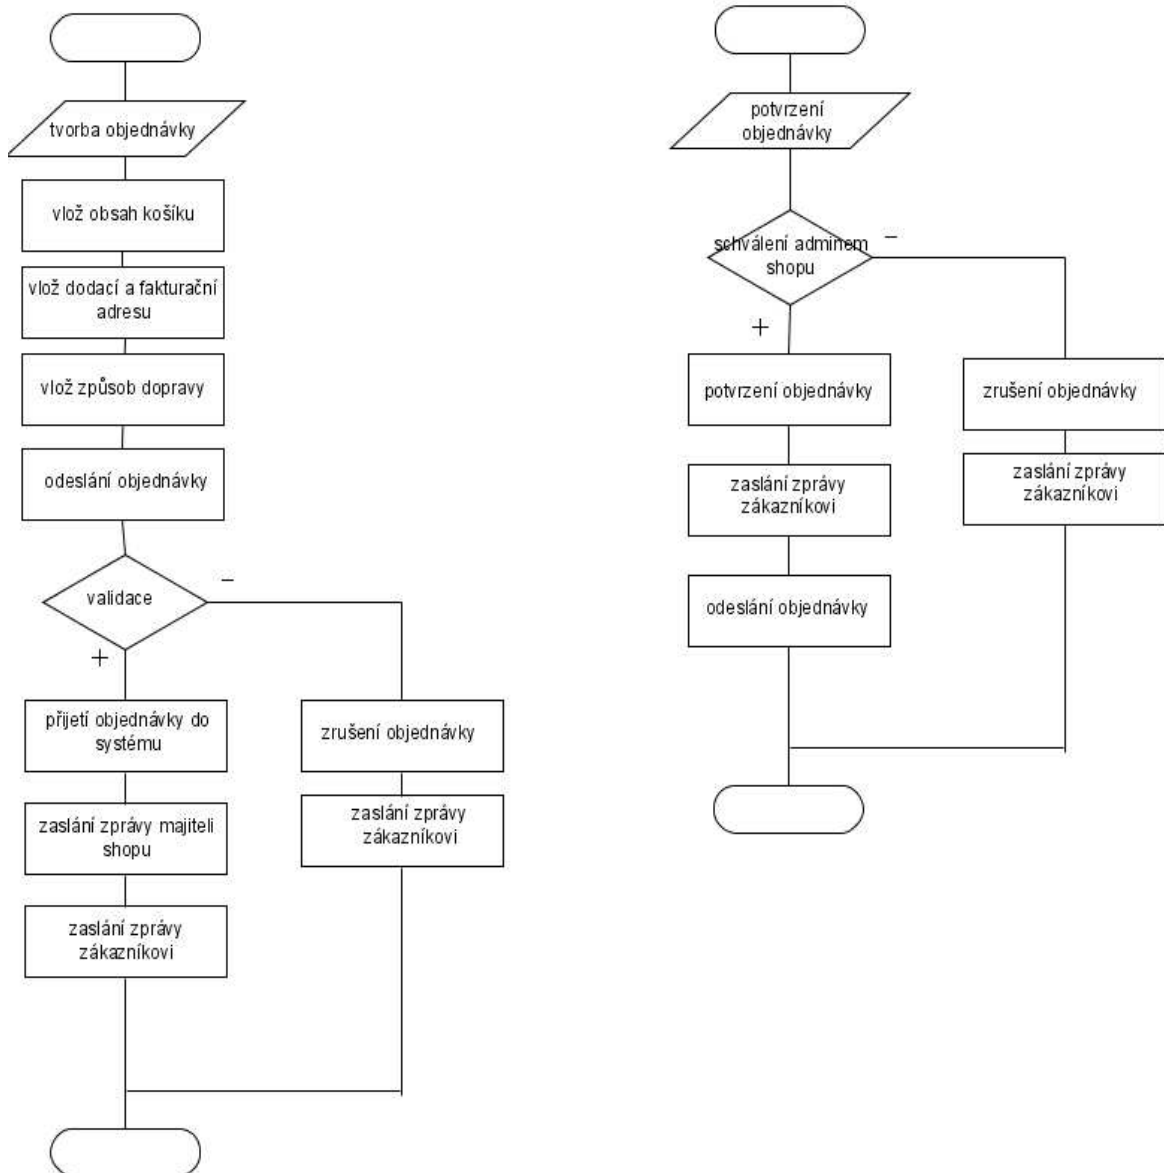 tvorba objednávky
vlož obsah košíku
vlož dodací a fakturační
adresu
vlož způsob dopravy
odeslání objednávky
validace
–
+
přijetí objednávky do
systému
zaslání zprávy majiteli
shopu
zaslání zprávy
zákazníkovi
zrušení objednávky
zaslání zprávy
zákazníkovi
potvrzení
objednávky
schválení adminem
shopu
–
+
potvrzení objednávky
zaslání zprávy
zákazníkovi
odeslání objednávky
zrušení objednávky
zaslání zprávy
zákazníkovi